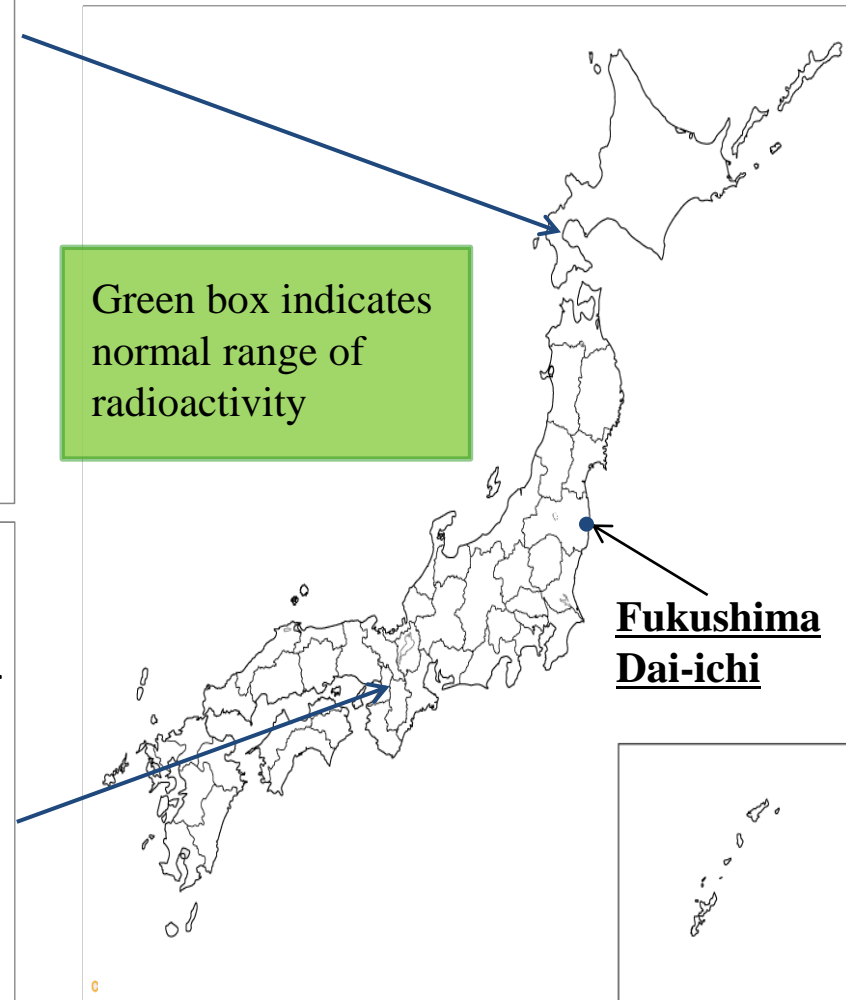 Green box indicates
normal range of
radioactivity
Fukushima
Dai-ichi